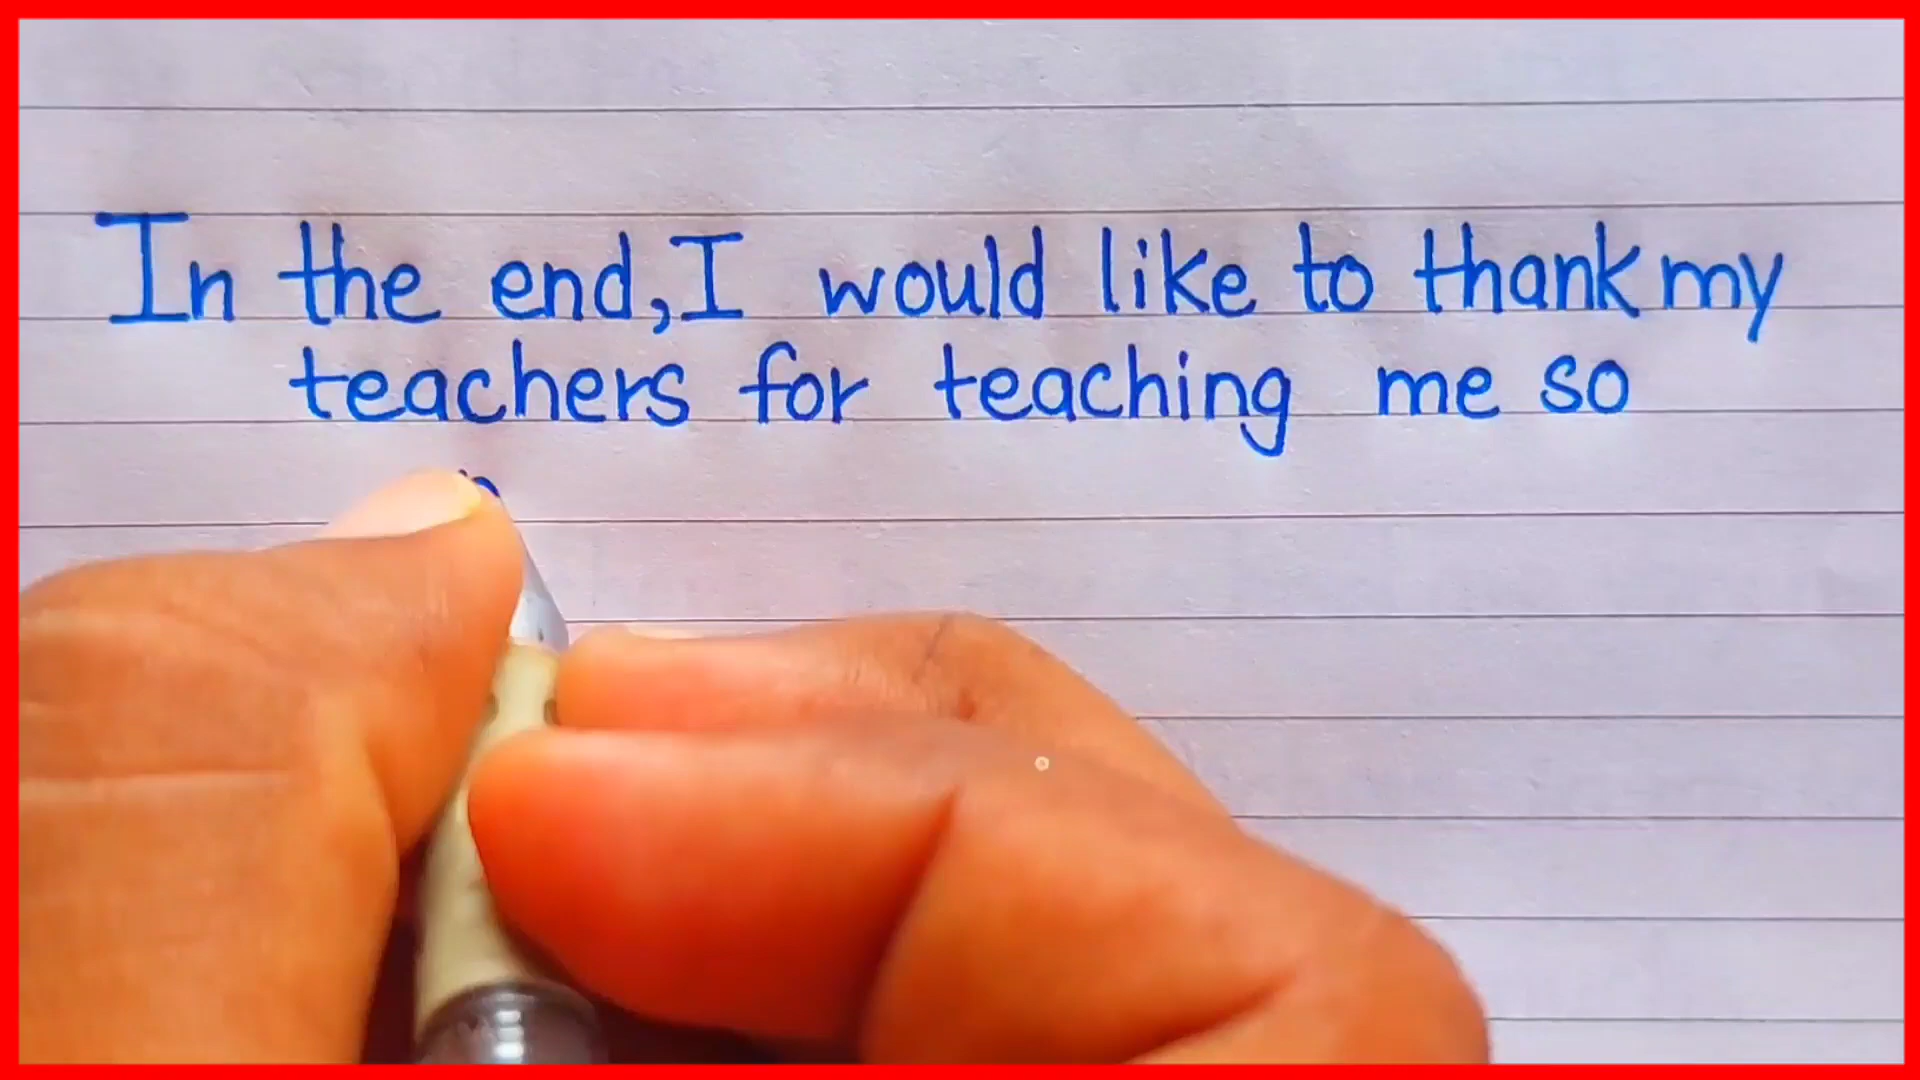 In the end, I would like to thank my
teachers for teaching me so